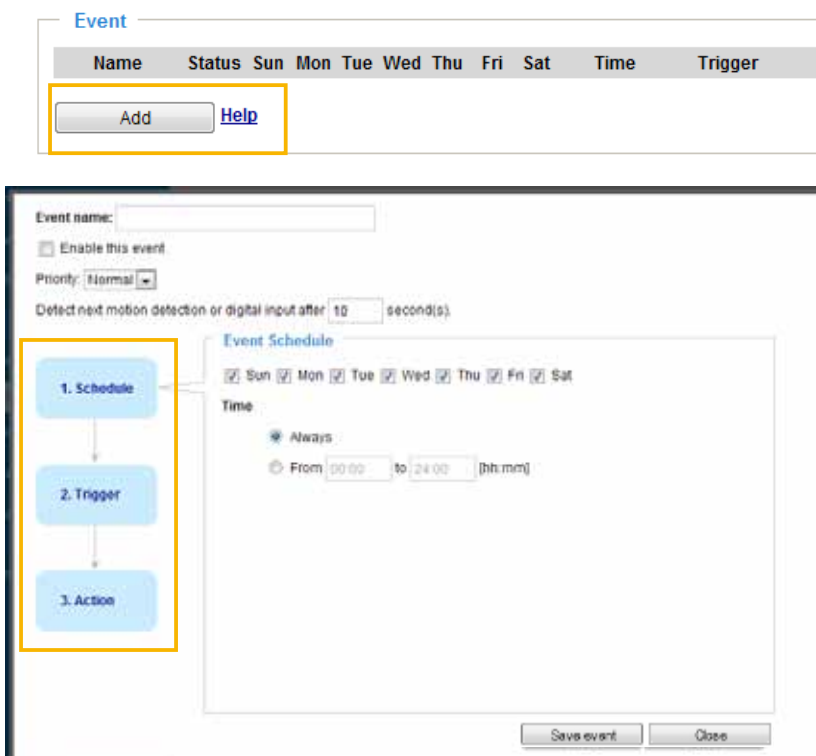 Event
Name Status Sun Mon Tue Wed Thu Fri Sat Time Trigger
Add Help
Event name:
Enable this event
Priority: Normal
Detect next motion detection or digital input after 10 second(s).
Event Schedule
1. Schedule
Sun Mon Tue Wed Thu Fri Sat
Time
Always
From 00:00 to 24:00 [hh:mm]
2. Trigger
3. Action
Save event Close